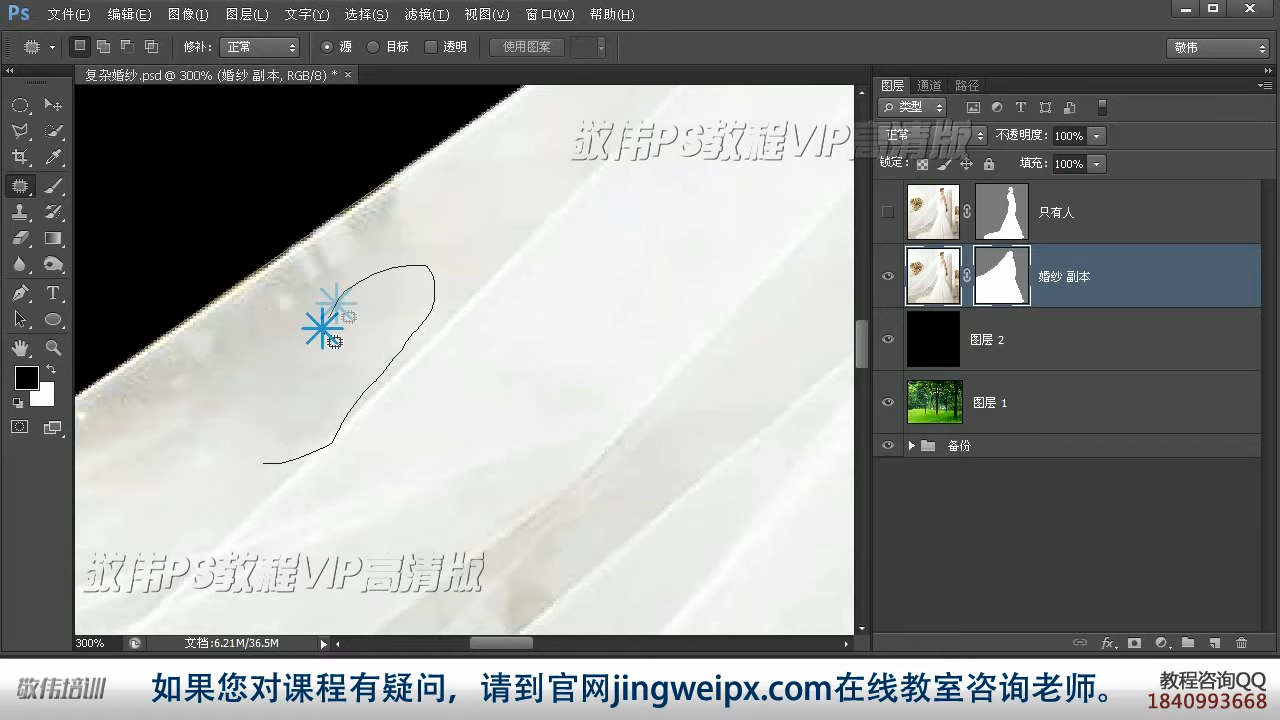 Ps 文件(F) 编辑(E) 图像(I) 图层(L) 文字(Y) 选择(S) 滤镜(T) 视图(V) 窗口(W) 帮助(H)
修补: 正常 源 目标 透明 使用图案 敬伟
复杂婚纱.psd @ 300% (婚纱 副本, RGB/8) * ×
图层 通道 路径
类型
敬伟PS教程VIP高清版
正常 不透明度: 100%
锁定: 填充: 100%
只有人
婚纱 副本
图层 2
图层 1
备份
敬伟PS教程VIP高清版
300% 文档:6.21M/36.5M
敬伟培训 如果您对课程有疑问，请到官网jingweipx.com在线教室咨询老师。
教程咨询QQ
1840993668